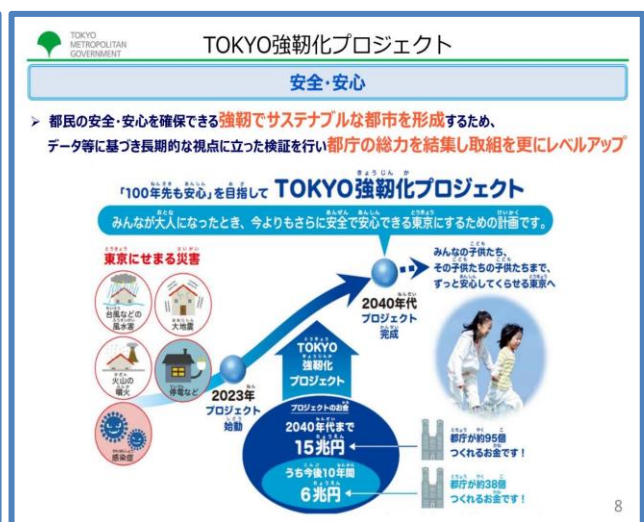 TOKYO
METROPOLITAN
GOVERNMENT
TOKYO強靭化プロジェクト
安全・安心
➢ 都民の安全・安心を確保できる強靭でサステナブルな都市を形成するため、
データ等に基づき長期的な視点に立った検証を行い都庁の総力を結集し取組を更にレベルアップ
「100年先も安心」を目指して TOKYO強靭化プロジェクト
みんなが大人になったとき、今よりもさらに安全で安心できる東京にするための計画です。
東京にせまる災害
台風などの
風水害
大地震
火山の
噴火
停電など
感染症
2023年
プロジェクト
始動
2040年代
プロジェクト
完成
みんなの子供たち、
その子供たちの子供たちまで、
ずっと安心してくらせる東京へ
TOKYO
強靭化
プロジェクト
プロジェクトのお金
2040年代まで
15兆円
うち今後10年間
6兆円
都庁が約95個
つくれるお金です!
都庁が約38個
つくれるお金です!
8